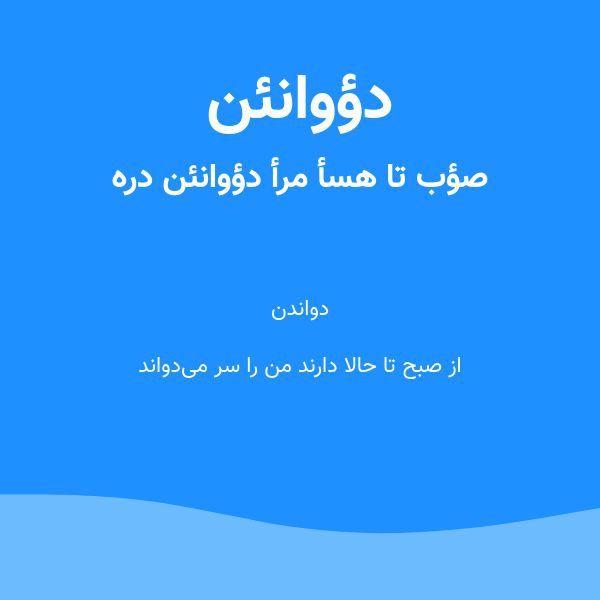 دؤوانئن
صؤب تا هسأ مرأ دؤوانئن دره
دواندن
از صبح تا حالا دارند من را سر می‌دواند